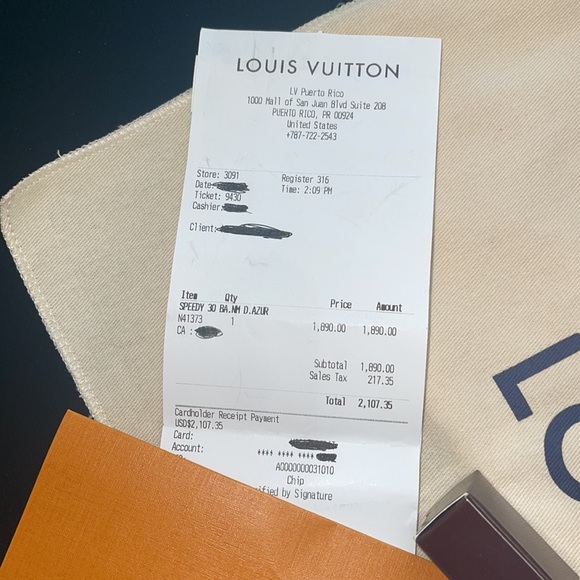 LOUIS VUITTON
LV Puerto Rico
1000 Mall of San Juan Blvd Suite 208
PUERTO RICO, PR 00924
United States
+787-722-2543
Store: 3091 Register 316
Date: Time: 2:09 PM
Ticket: 9430
Cashier:
Client:
Item Qty Price Amount
SPEEDY 30 BA.NM D.AZUR
N41373 1 1,890.00 1,890.00
CA :
Subtotal 1,890.00
Sales Tax 217.35
Total 2,107.35
Cardholder Receipt Payment
USD$2,107.35
Card:
Account: **** **** ****
A0000000031010
Chip
ified by Signature
LO